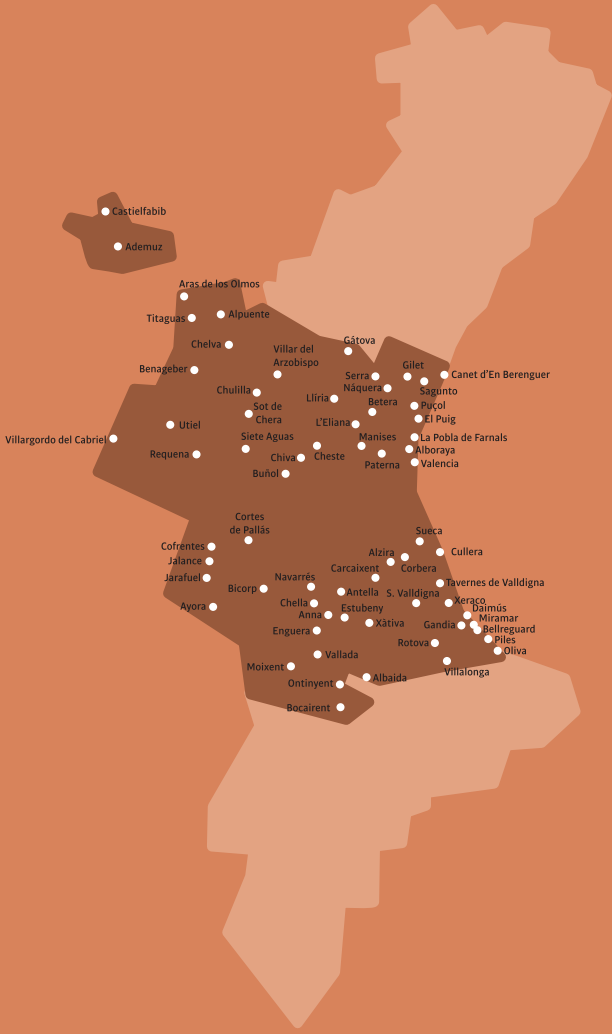 Castielfabib
Ademuz
Aras de los Olmos
Alpuente
Titaguas
Chelva
Gátova
Villar del
Arzobispo
Benageber
Gilet
Serra
Canet d'En Berenguer
Náquera
Sagunto
Chulilla
Llíria
Betera
Puçol
Sot de
Chera
El Puig
L'Eliana
Utiel
Villargordo del Cabriel
Siete Aguas
Manises
La Pobla de Farnals
Requena
Chiva
Cheste
Alboraya
Paterna
Valencia
Buñol
Cortes
de Pallás
Sueca
Cofrentes
Alzira
Cullera
Jalance
Carcaixent
Corbera
Jarafuel
Navarrés
Tavernes de Valldigna
Bicorp
Antella
S. Valldigna
Ayora
Chella
Xeraco
Estubeny
Daimús
Anna
Miramar
Xàtiva
Gandia
Bellreguard
Enguera
Piles
Rotova
Oliva
Vallada
Moixent
Villalonga
Albaida
Ontinyent
Bocairent